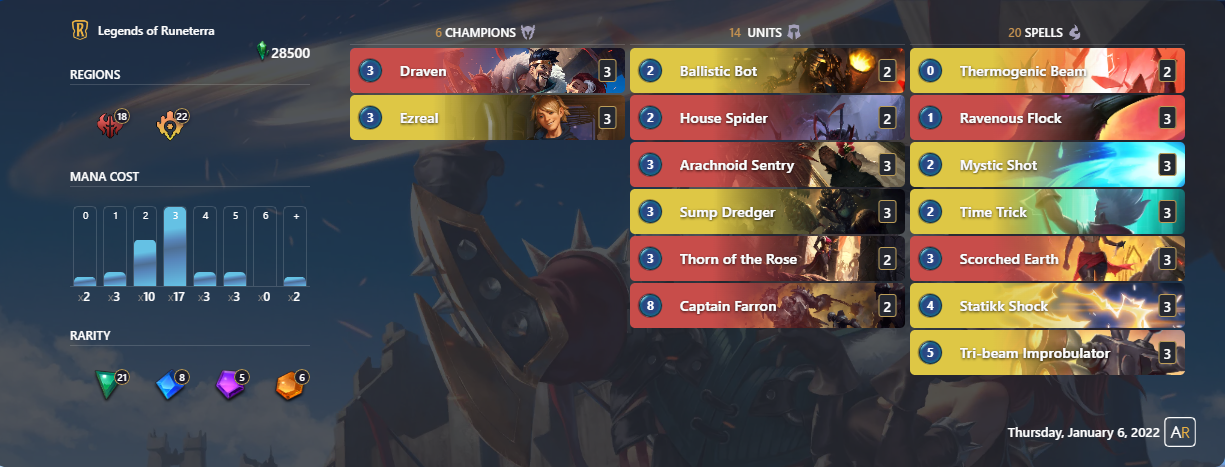 Legends of Runeterra
28500
REGIONS
18 22
MANA COST
0 1 2 3 4 5 6 +
x2 x3 x10 x17 x3 x3 x0 x2
RARITY
21 8 5 6
6 CHAMPIONS
3 Draven 3
3 Ezreal 3
14 UNITS
2 Ballistic Bot 2
2 House Spider 2
3 Arachnoid Sentry 3
3 Sump Dredger 3
3 Thorn of the Rose 2
8 Captain Farron 2
20 SPELLS
0 Thermogenic Beam 2
1 Ravenous Flock 3
2 Mystic Shot 3
2 Time Trick 3
3 Scorched Earth 3
4 Statikk Shock 3
5 Tri-beam Improbulator 3
Thursday, January 6, 2022 AR